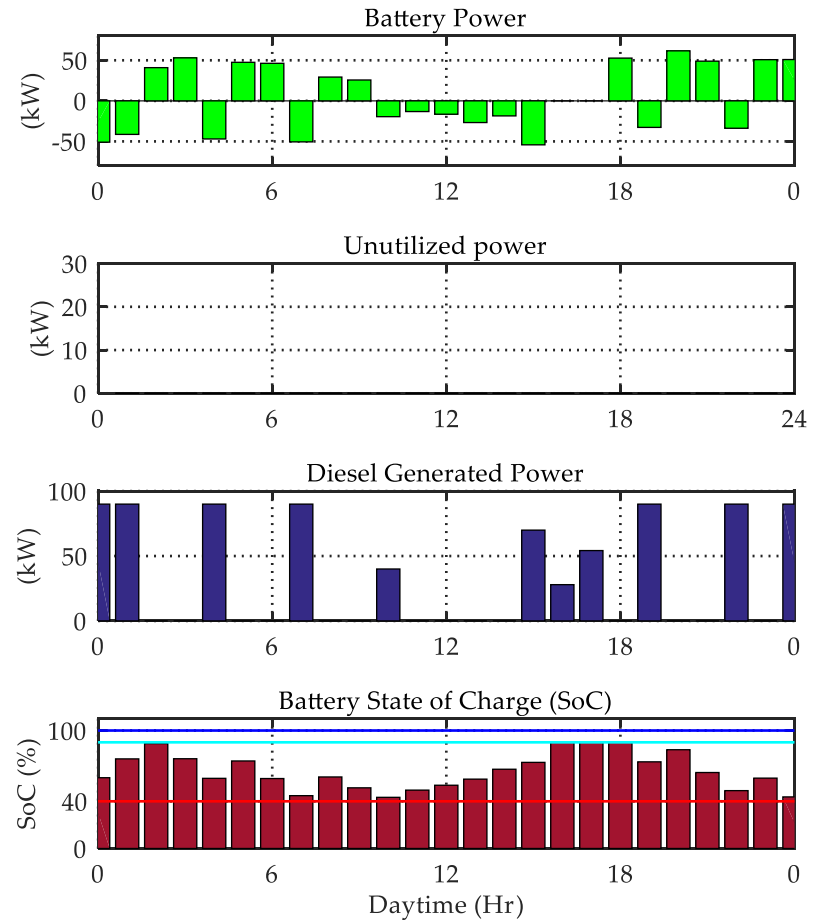 Battery Power
50
0
-50
(kW)
0 6 12 18 0
Unutilized power
30
20
10
0
(kW)
0 6 12 18 24
Diesel Generated Power
100
50
0
(kW)
0 6 12 18 0
Battery State of Charge (SoC)
100
40
0
SoC (%)
0 6 12 18 0
Daytime (Hr)